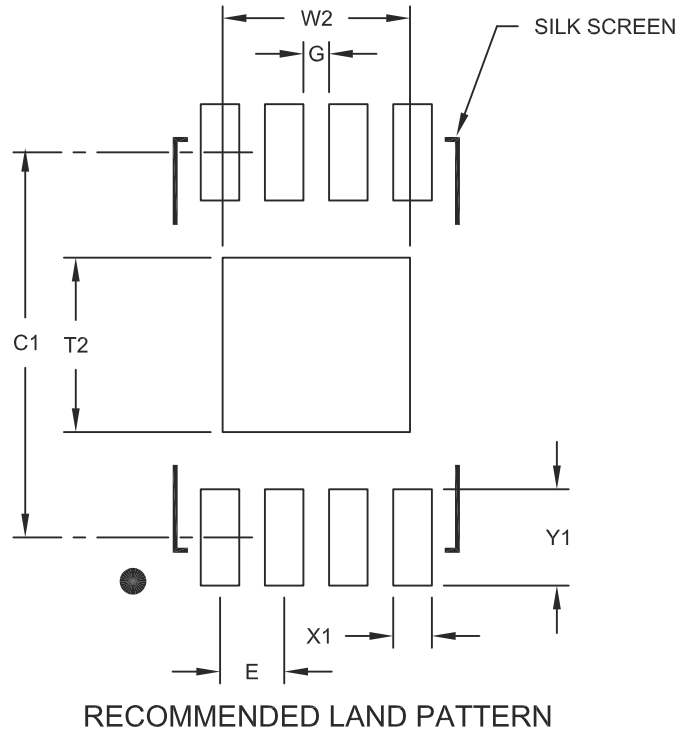 W2
SILK SCREEN
G
C1
T2
Y1
X1
E
RECOMMENDED LAND PATTERN